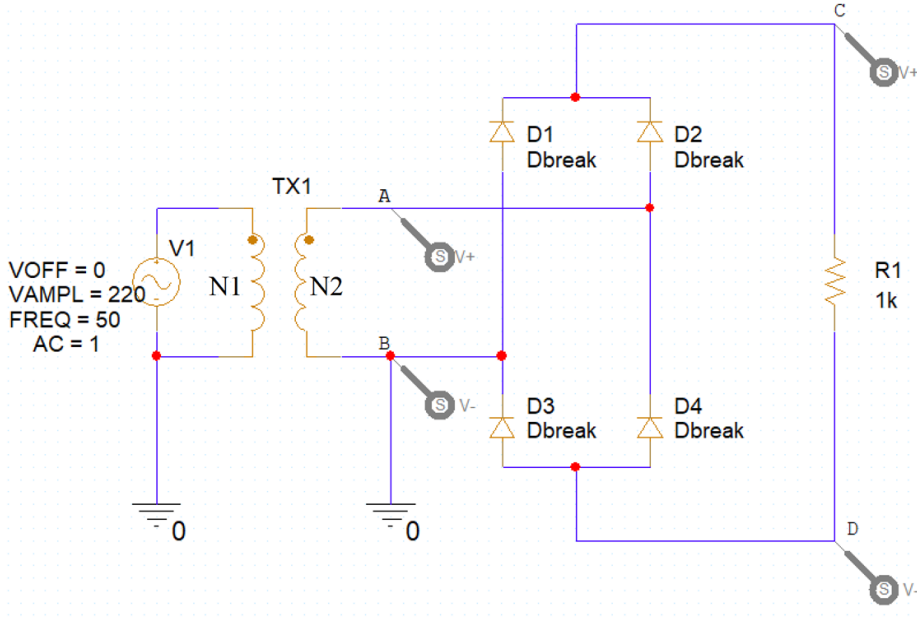 C
S V+
D1
Dbreak
D2
Dbreak
TX1
A
S V+
V1
VOFF = 0
VAMPL = 220
FREQ = 50
AC = 1
N1
N2
R1
1k
B
S V-
D3
Dbreak
D4
Dbreak
0
0
D
S V-